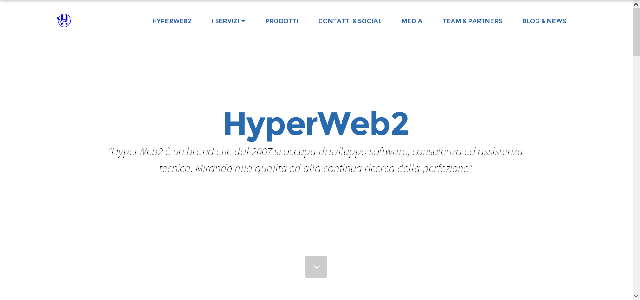 HYPERWEB2 I SERVIZI PRODOTTI CONTATTI & SOCIAL MEDIA TEAM & PARTNERS BLOG & NEWS
HyperWeb2
"HyperWeb2 è un brand che dal 2007 si occupa di sviluppo software, consulenza ed assistenza
tecnica. Mirando alla qualità ed alla continua ricerca della perfezione"